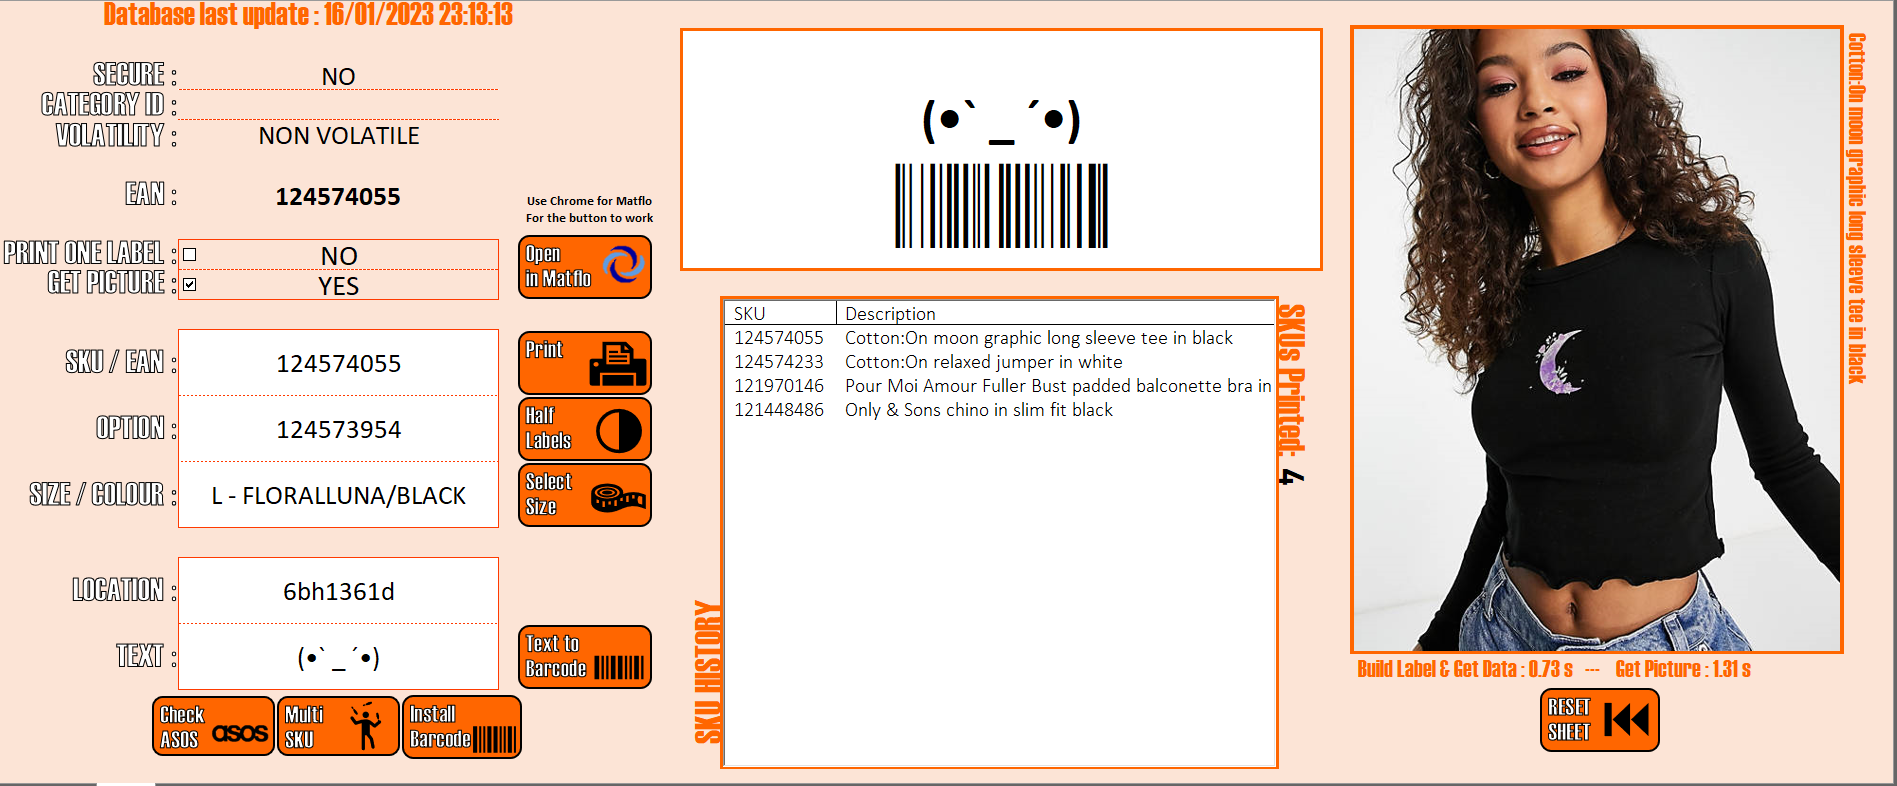 Database last update : 16/01/2023 23:13:13
SECURE : NO
CATEGORY ID :
VOLATILITY : NON VOLATILE
EAN : 124574055
Use Chrome for Matflo
For the button to work
PRINT ONE LABEL : NO
GET PICTURE : YES
Open
in Matflo
SKU / EAN : 124574055
OPTION : 124573954
SIZE / COLOUR : L - FLORALLUNA/BLACK
Print
Half
Labels
Select
Size
LOCATION : 6bh1361d
TEXT : (•` _ ´•)
Text to
Barcode
Check
ASOS
asos
Multi
SKU
Install
Barcode
(•` _ ´•)
SKU HISTORY
SKU Description
124574055 Cotton:On moon graphic long sleeve tee in black
124574233 Cotton:On relaxed jumper in white
121970146 Pour Moi Amour Fuller Bust padded balconette bra in
121448486 Only & Sons chino in slim fit black
SKUs Printed: 4
Cotton:On moon graphic long sleeve tee in black
Build Label & Get Data : 0.73 s --- Get Picture : 1.31 s
RESET
SHEET